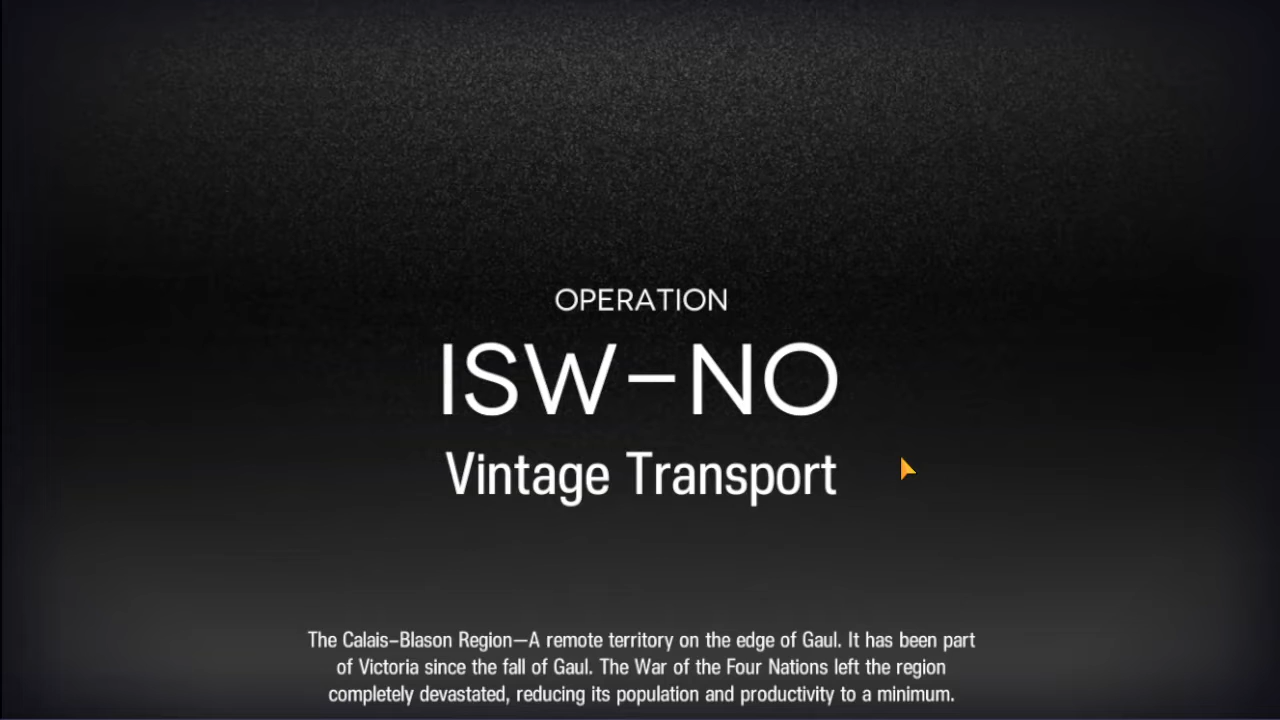 OPERATION
ISW–NO
Vintage Transport
The Calais–Blason Region—A remote territory on the edge of Gaul. It has been part
of Victoria since the fall of Gaul. The War of the Four Nations left the region
completely devastated, reducing its population and productivity to a minimum.